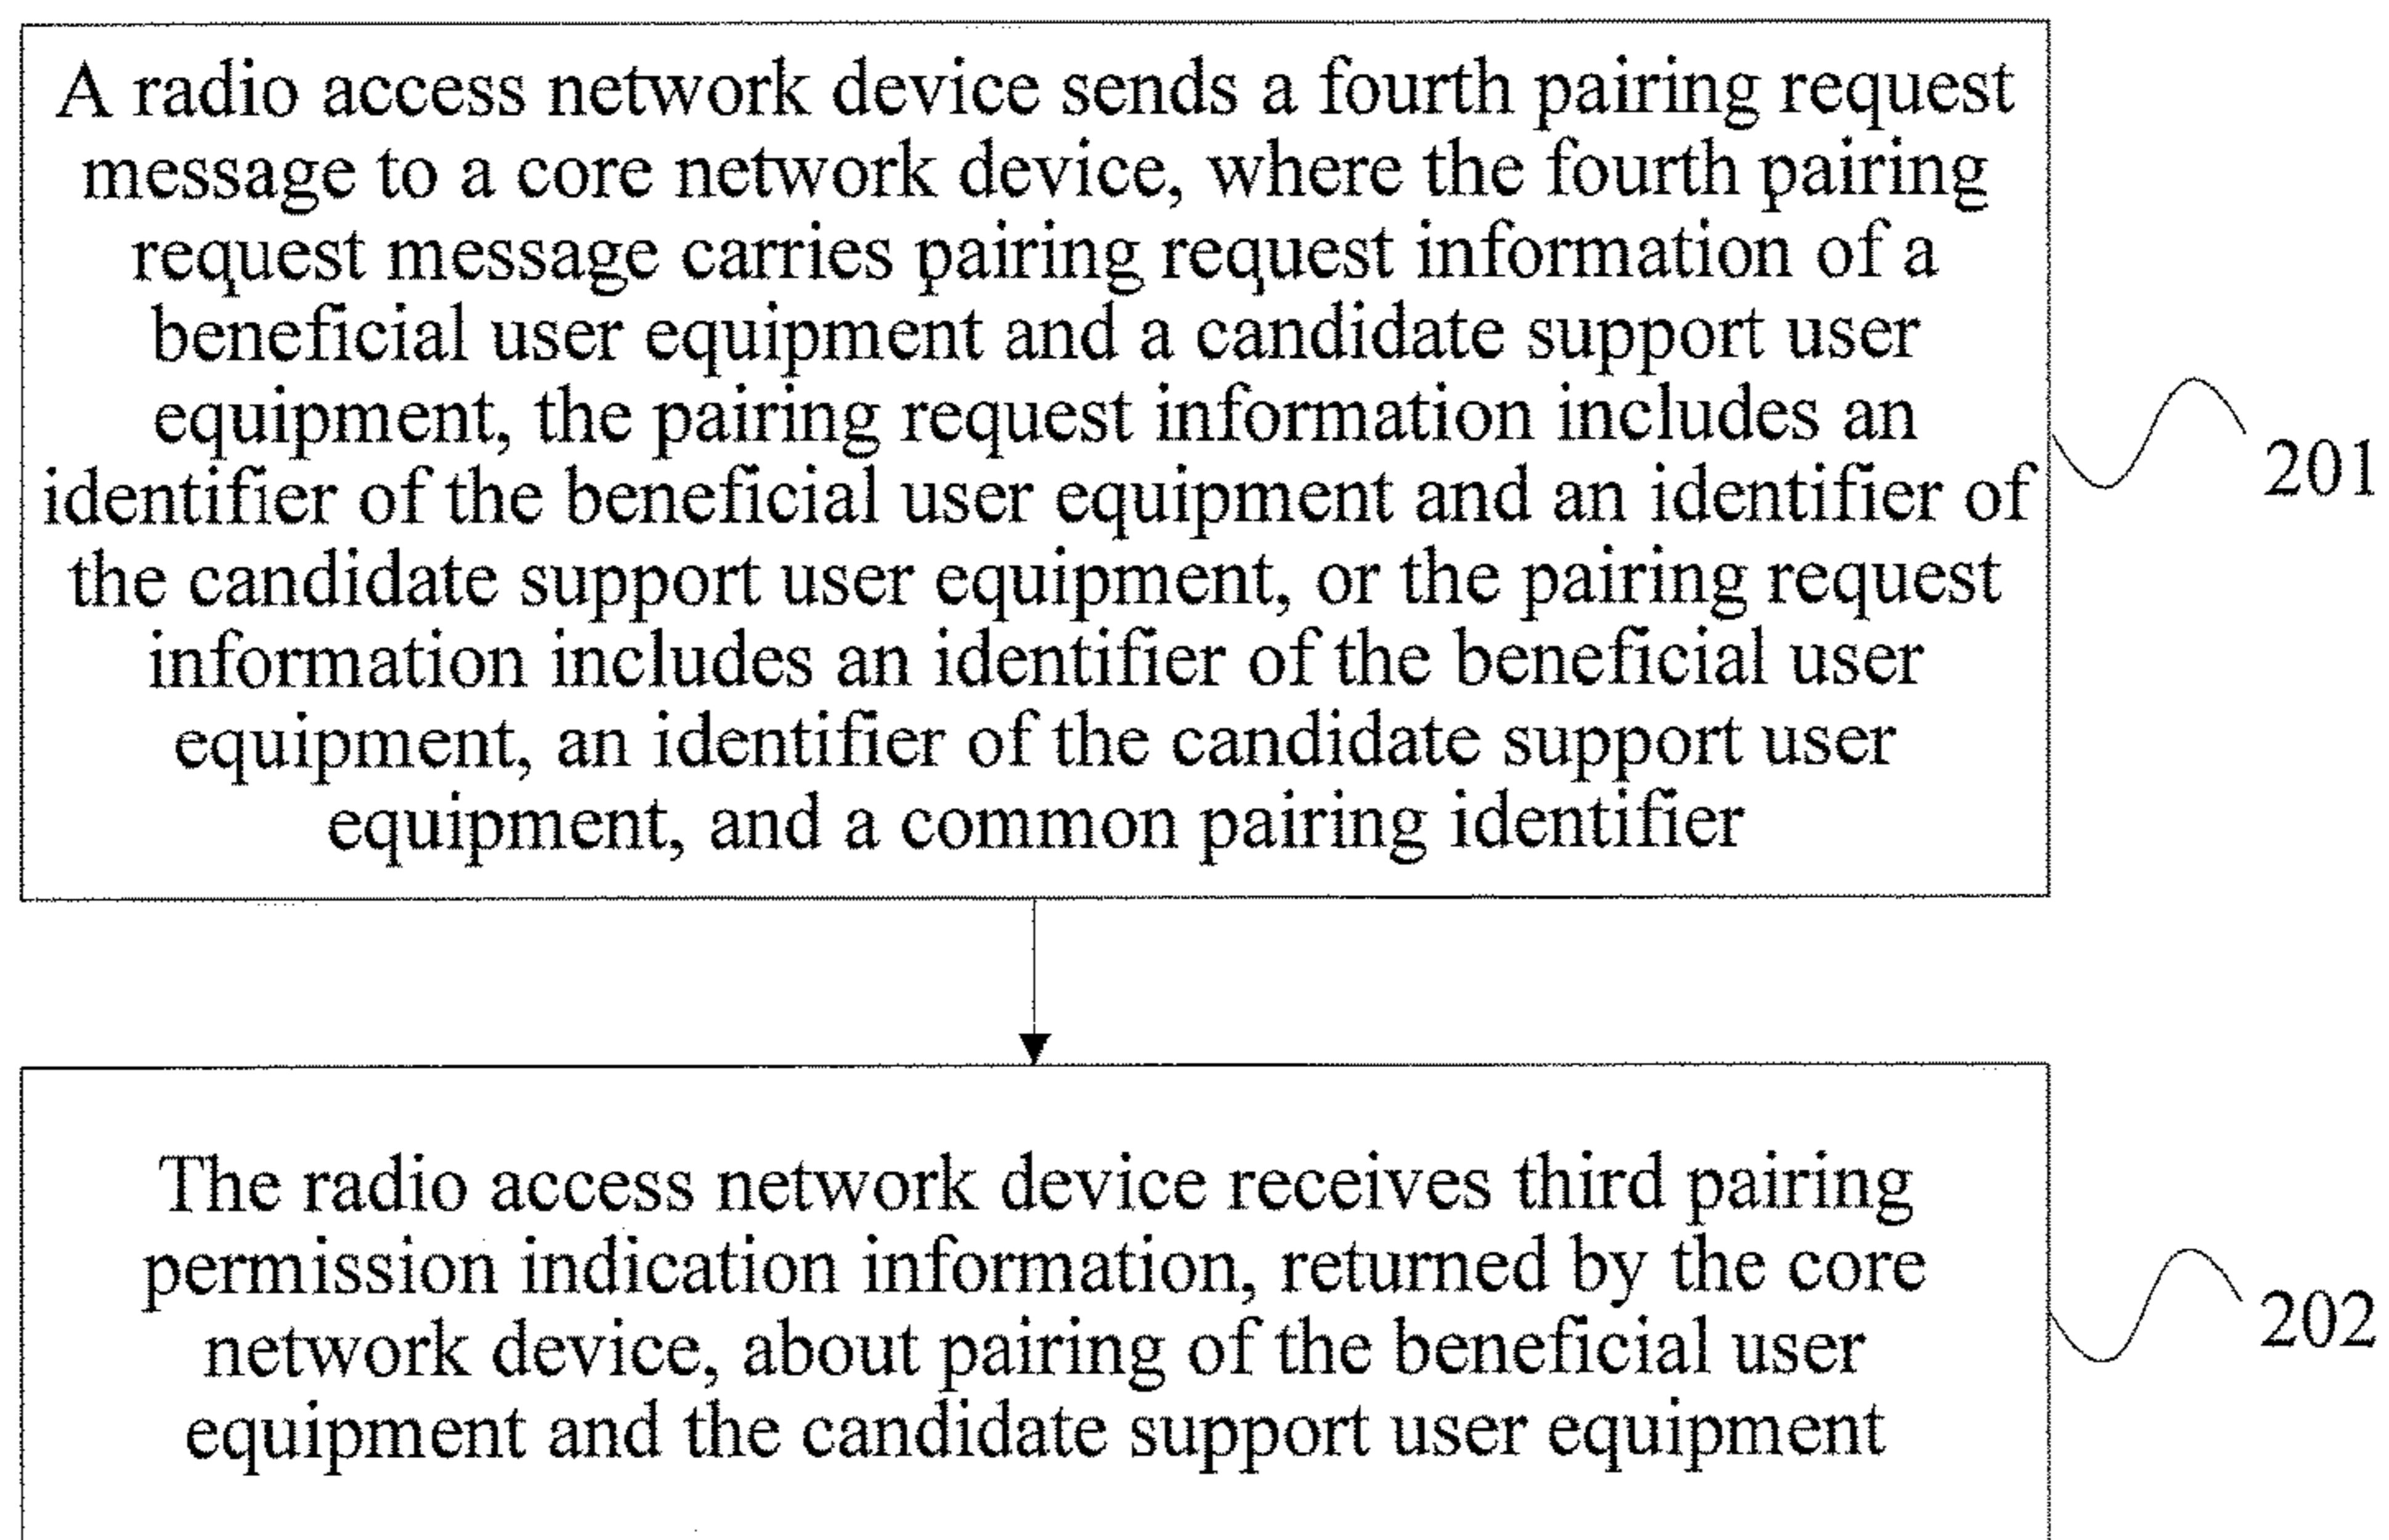 A radio access network device sends a fourth pairing request
message to a core network device, where the fourth pairing
request message carries pairing request information of a
beneficial user equipment and a candidate support user
equipment, the pairing request information includes an
identifier of the beneficial user equipment and an identifier of
the candidate support user equipment, or the pairing request
information includes an identifier of the beneficial user
equipment, an identifier of the candidate support user
equipment, and a common pairing identifier
201
The radio access network device receives third pairing
permission indication information, returned by the core
network device, about pairing of the beneficial user
equipment and the candidate support user equipment
202